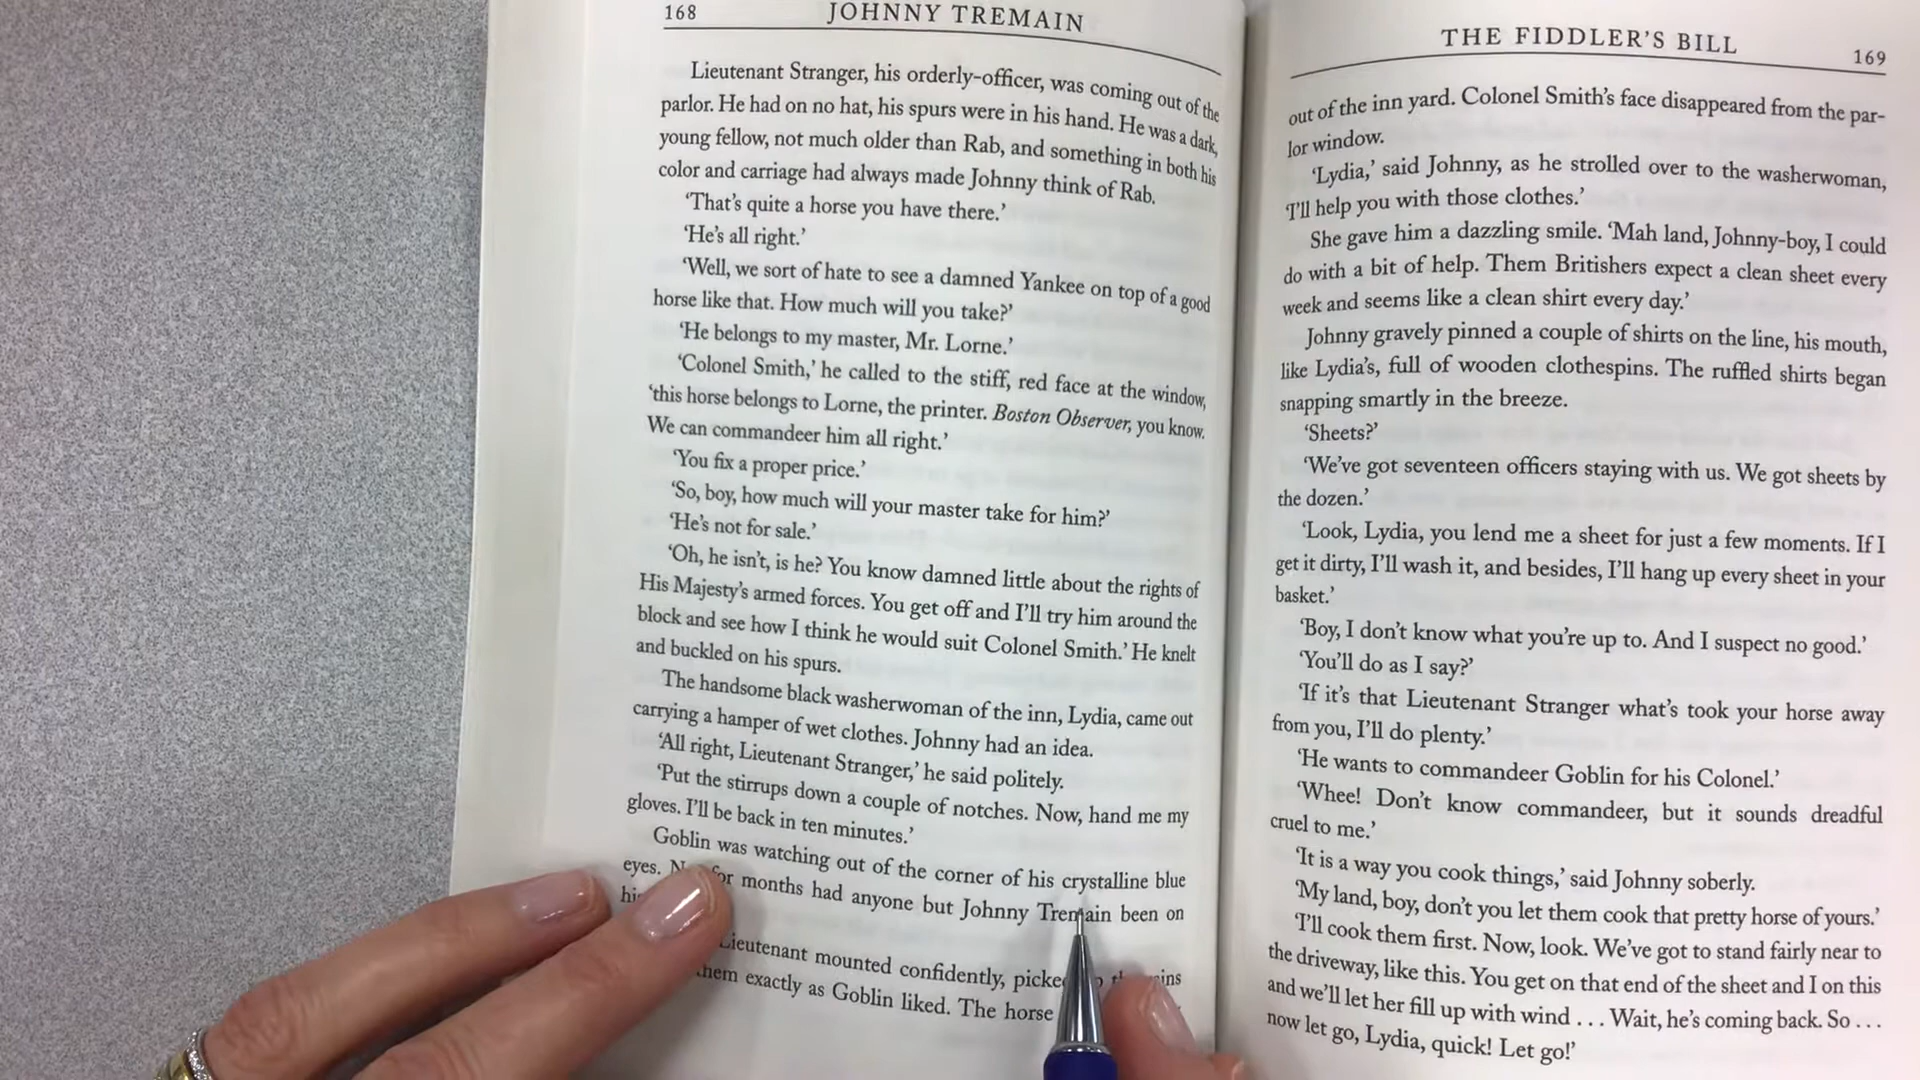 168 JOHNNY TREMAIN
Lieutenant Stranger, his orderly-officer, was coming out of the
parlor. He had on no hat, his spurs were in his hand. He was a dark,
young fellow, not much older than Rab, and something in both his
color and carriage had always made Johnny think of Rab.
‘That’s quite a horse you have there.’
‘He’s all right.’
‘Well, we sort of hate to see a damned Yankee on top of a good
horse like that. How much will you take?’
‘He belongs to my master, Mr. Lorne.’
‘Colonel Smith,’ he called to the stiff, red face at the window,
‘this horse belongs to Lorne, the printer. Boston Observer, you know.
We can commandeer him all right.’
‘You fix a proper price.’
‘So, boy, how much will your master take for him?’
‘He’s not for sale.’
‘Oh, he isn’t, is he? You know damned little about the rights of
His Majesty’s armed forces. You get off and I’ll try him around the
block and see how I think he would suit Colonel Smith.’ He knelt
and buckled on his spurs.
The handsome black washerwoman of the inn, Lydia, came out
carrying a hamper of wet clothes. Johnny had an idea.
‘All right, Lieutenant Stranger,’ he said politely.
‘Put the stirrups down a couple of notches. Now, hand me my
gloves. I’ll be back in ten minutes.’
Goblin was watching out of the corner of his crystalline blue
eyes. for months had anyone but Johnny Tremain been on
Lieutenant mounted confidently,
them exactly as Goblin liked. The horse
THE FIDDLER’S BILL 169
out of the inn yard. Colonel Smith’s face disappeared from the par-
lor window.
‘Lydia,’ said Johnny, as he strolled over to the washerwoman,
‘I’ll help you with those clothes.’
She gave him a dazzling smile. ‘Mah land, Johnny-boy, I could
do with a bit of help. Them Britishers expect a clean sheet every
week and seems like a clean shirt every day.’
Johnny gravely pinned a couple of shirts on the line, his mouth,
like Lydia’s, full of wooden clothespins. The ruffled shirts began
snapping smartly in the breeze.
‘Sheets?’
‘We’ve got seventeen officers staying with us. We got sheets by
the dozen.’
‘Look, Lydia, you lend me a sheet for just a few moments. If I
get it dirty, I’ll wash it, and besides, I’ll hang up every sheet in your
basket.’
‘Boy, I don’t know what you’re up to. And I suspect no good.’
‘You’ll do as I say?’
‘If it’s that Lieutenant Stranger what’s took your horse away
from you, I’ll do plenty.’
‘He wants to commandeer Goblin for his Colonel.’
‘Whee! Don’t know commandeer, but it sounds dreadful
cruel to me.’
‘It is a way you cook things,’ said Johnny soberly.
‘My land, boy, don’t you let them cook that pretty horse of yours.’
‘I’ll cook them first. Now, look. We’ve got to stand fairly near to
the driveway, like this. You get on that end of the sheet and I on this
and we’ll let her fill up with wind . . . Wait, he’s coming back. So . . .
now let go, Lydia, quick! Let go!’